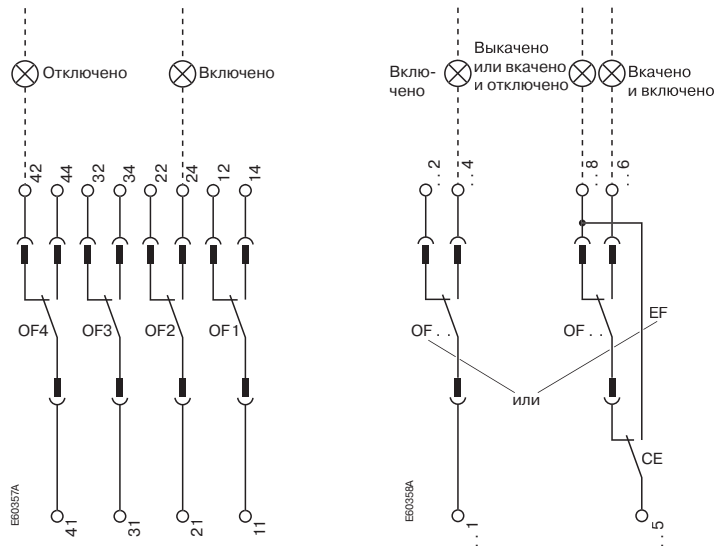 Отключено
Включено
42
44
32
34
22
24
12
14
OF4
OF3
OF2
OF1
41
31
21
11
E60357A
Вклю-
чено
Выкачено
или вкачено
и отключено
Вкачено
и включено
. . 2
. . 4
. . 8
. . 6
OF . .
OF . .
EF
или
CE
. . 1
. . 5
E60358A